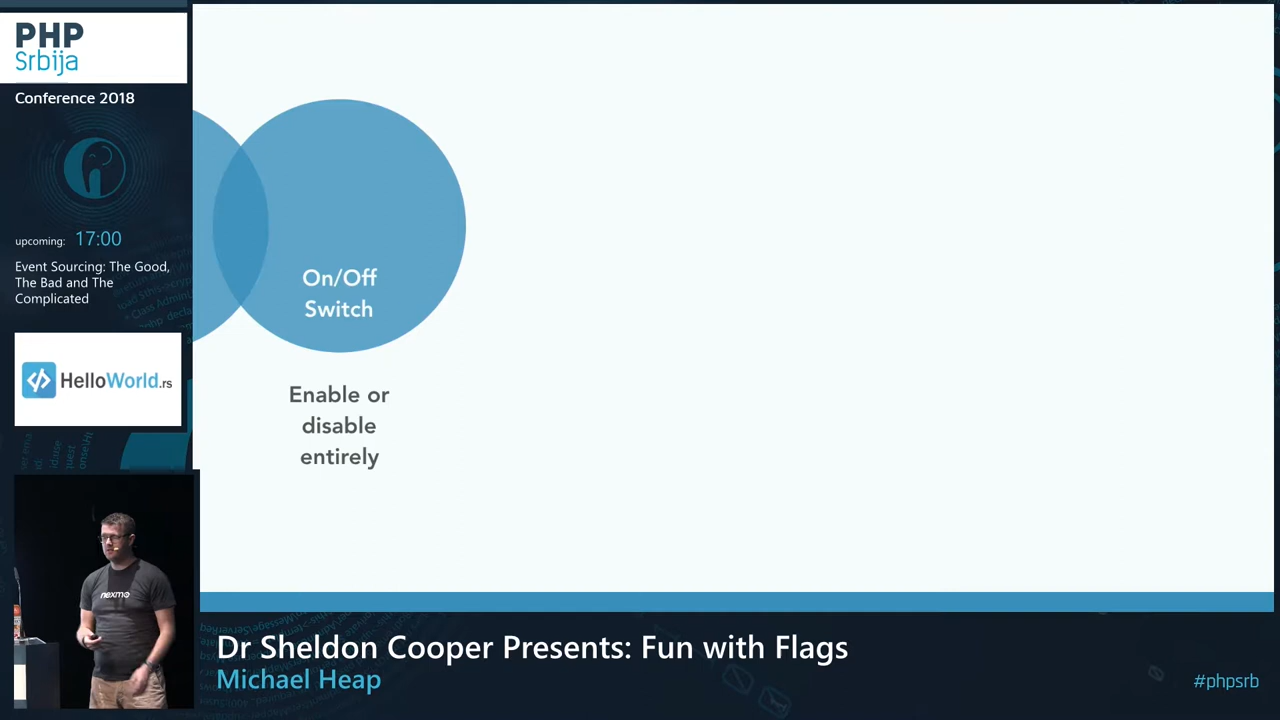 PHP
Srbija
Conference 2018
upcoming: 17:00
Event Sourcing: The Good,
The Bad and The
Complicated
HelloWorld.rs
On/Off
Switch
Enable or
disable
entirely
nexmo
Dr Sheldon Cooper Presents: Fun with Flags
Michael Heap
#phpsrb